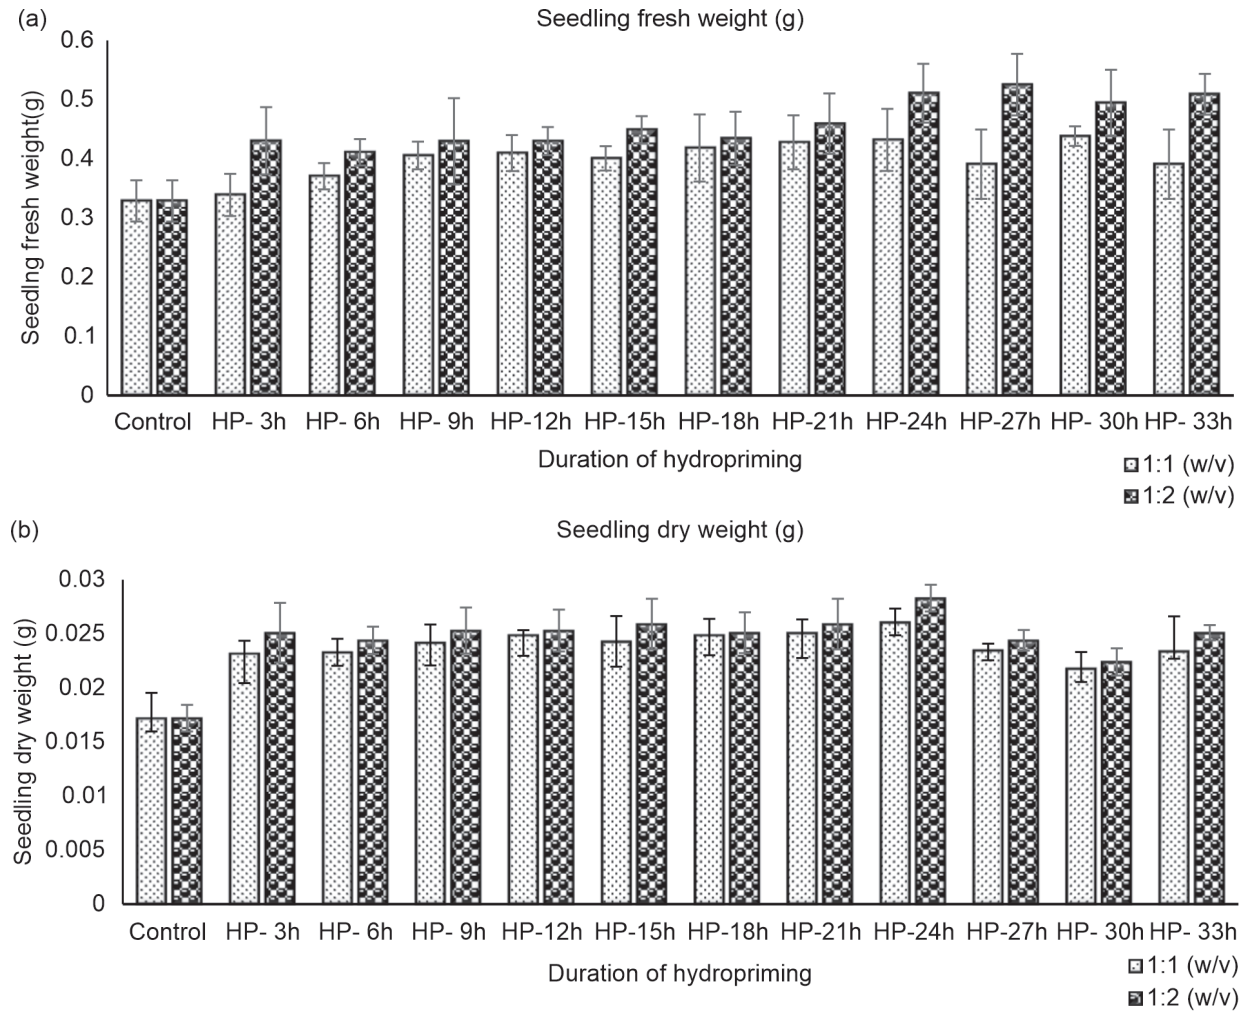 (a)
Seedling fresh weight (g)
Seedlng fresh weight(g)
0.6
0.5
0.4
0.3
0.2
0.1
0
Control HP- 3h HP- 6h HP- 9h HP-12h HP-15h HP-18h HP-21h HP-24h HP-27h HP- 30h HP- 33h
Duration of hydropriming
1:1 (w/v)
1:2 (w/v)
(b)
Seedling dry weight (g)
Seedling dry weight (g)
0.03
0.025
0.02
0.015
0.01
0.005
0
Control HP- 3h HP- 6h HP- 9h HP-12h HP-15h HP-18h HP-21h HP-24h HP-27h HP- 30h HP- 33h
Duration of hydropriming
1:1 (w/v)
1:2 (w/v)